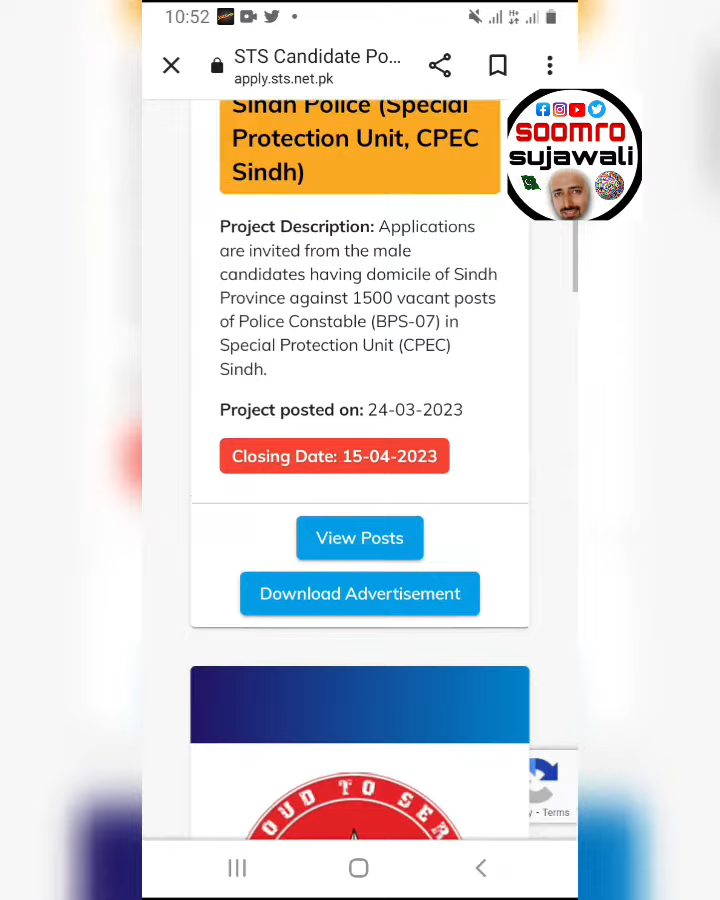 10:52
STS Candidate Po...
apply.sts.net.pk
Sindh Police (Special
Protection Unit, CPEC
Sindh)
soomro
sujawali
Project Description: Applications
are invited from the male
candidates having domicile of Sindh
Province against 1500 vacant posts
of Police Constable (BPS-07) in
Special Protection Unit (CPEC)
Sindh.
Project posted on: 24-03-2023
Closing Date: 15-04-2023
View Posts
Download Advertisement
- Terms
OUD TO SER